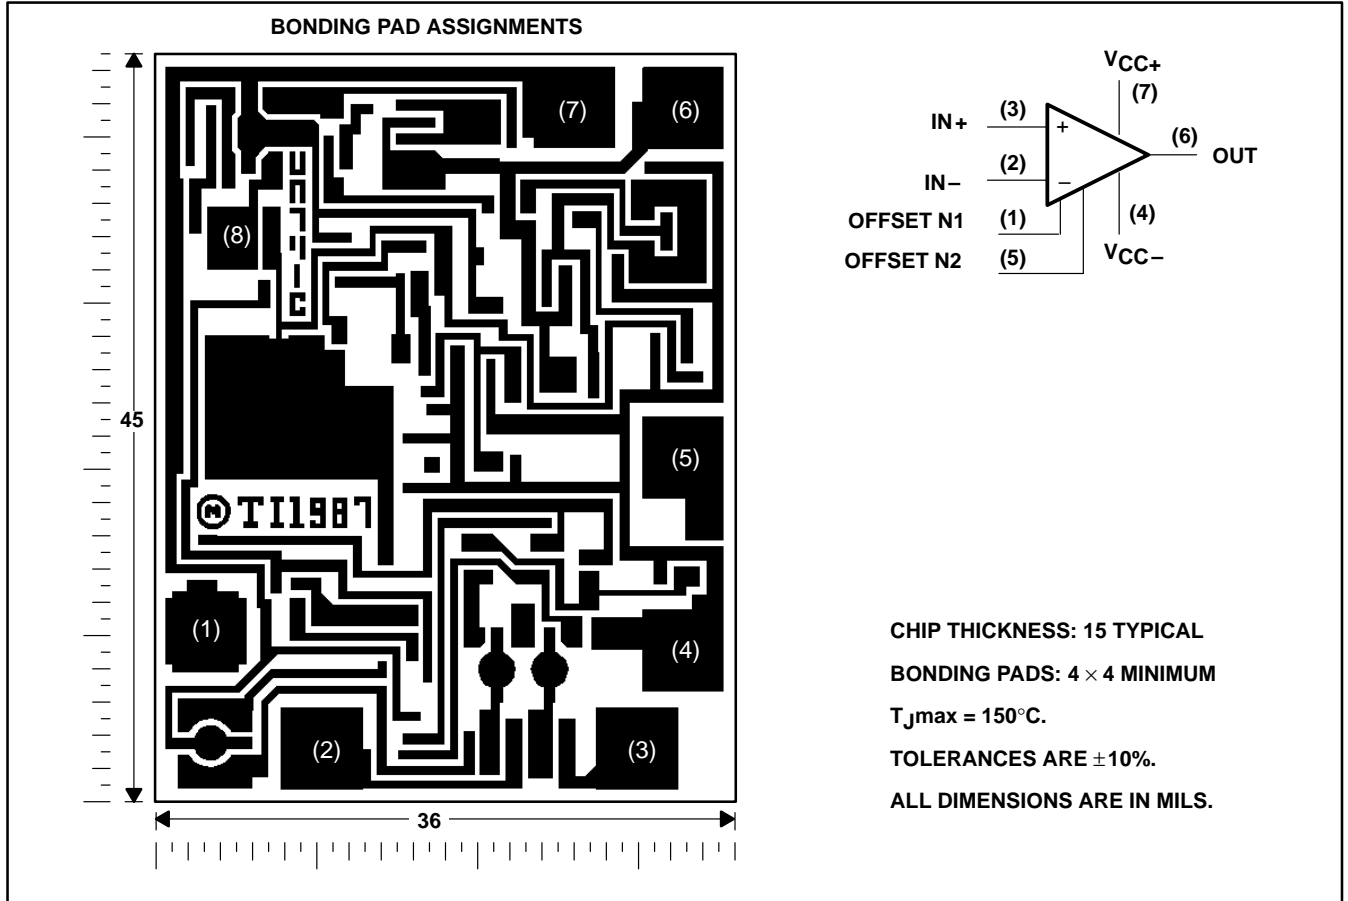 BONDING PAD ASSIGNMENTS
(7)
(6)
(8)
45
(5)
Ⓜ TI1987
(1)
(4)
(2)
(3)
36
VCC+
(7)
IN+
(3)
+
(6)
OUT
IN−
(2)
−
OFFSET N1
(1)
(4)
VCC−
OFFSET N2
(5)
CHIP THICKNESS: 15 TYPICAL
BONDING PADS: 4 × 4 MINIMUM
TJmax = 150°C.
TOLERANCES ARE ±10%.
ALL DIMENSIONS ARE IN MILS.